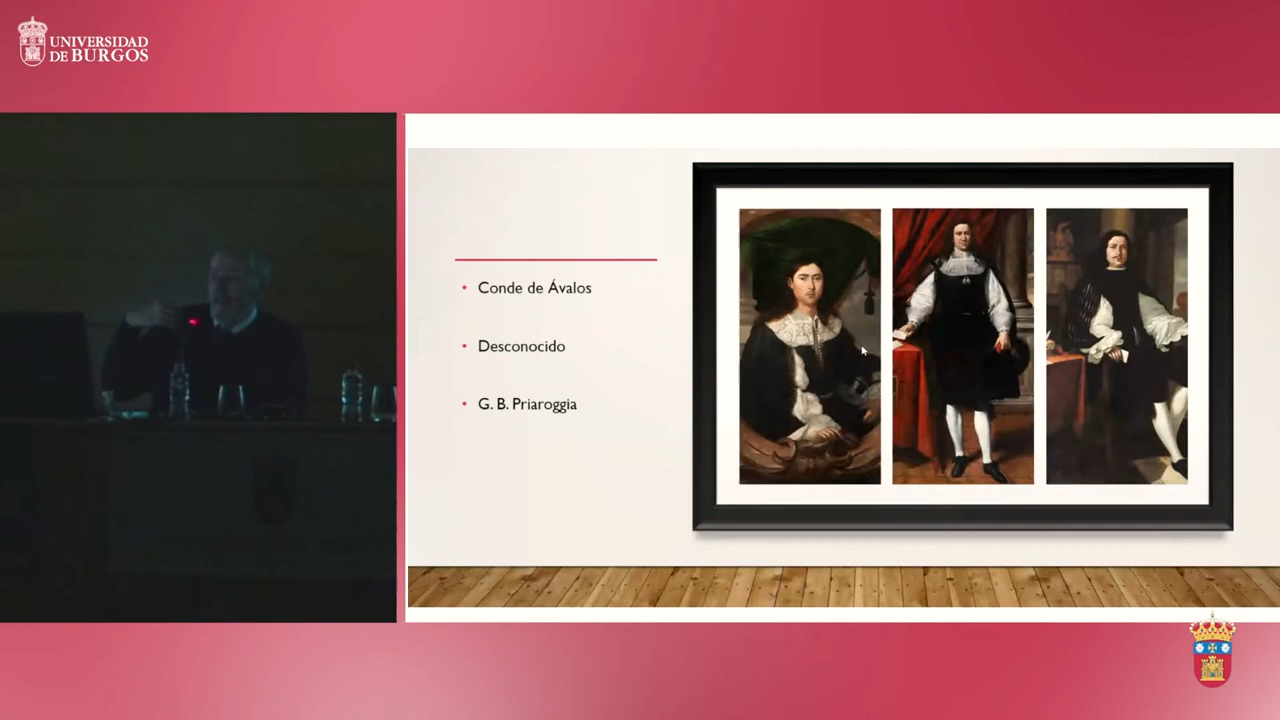 UNIVERSIDAD
DE BURGOS
• Conde de Ávalos
• Desconocido
• G. B. Priaroggia